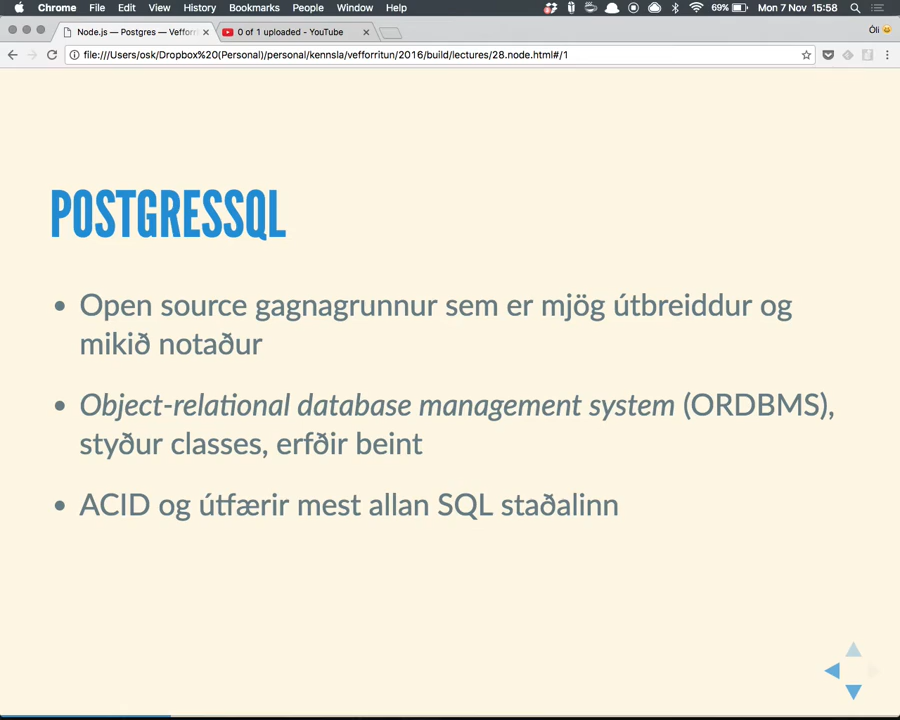 Chrome File Edit View History Bookmarks People Window Help 69% Mon 7 Nov 15:58
Node.js — Postgres — Vefforr 0 of 1 uploaded - YouTube Óli
file:///Users/osk/Dropbox%20(Personal)/personal/kennsla/vefforritun/2016/build/lectures/28.node.html#/1
POSTGRESSQL
• Open source gagnagrunnur sem er mjög útbreiddur og
mikið notaður
• Object-relational database management system (ORDBMS),
styður classes, erfðir beint
• ACID og útfærir mest allan SQL staðalinn